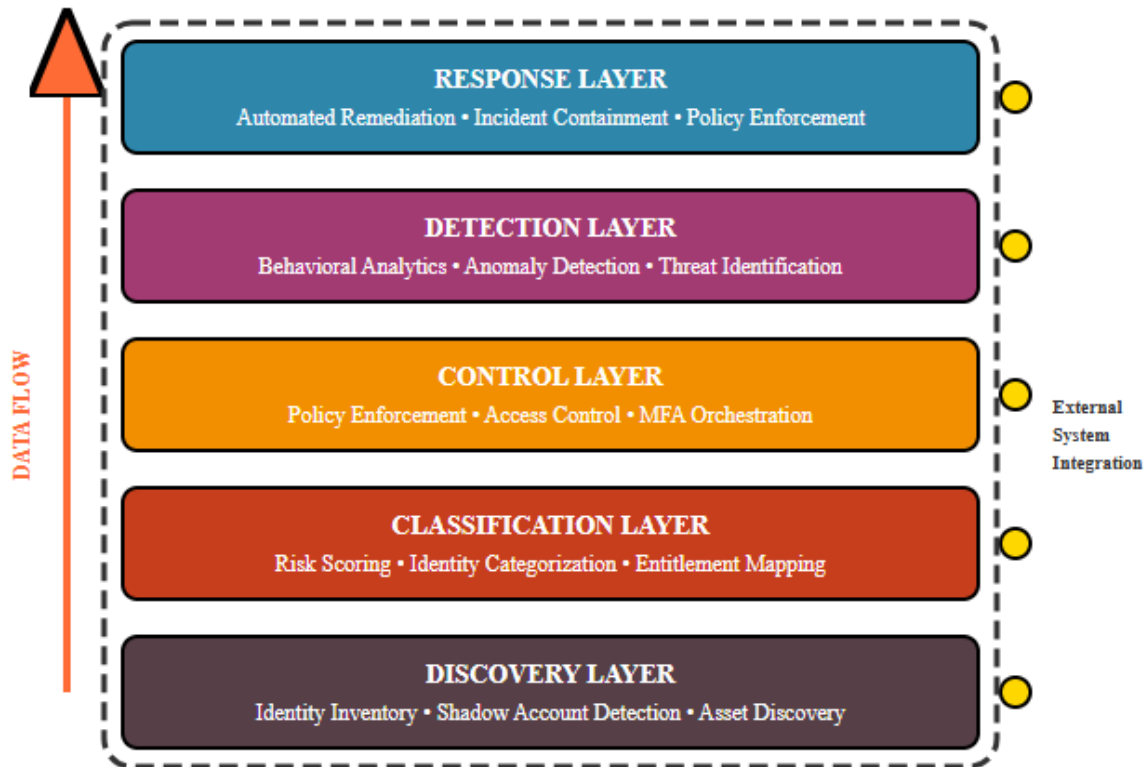 RESPONSE LAYER
Automated Remediation • Incident Containment • Policy Enforcement
DETECTION LAYER
Behavioral Analytics • Anomaly Detection • Threat Identification
CONTROL LAYER
Policy Enforcement • Access Control • MFA Orchestration
CLASSIFICATION LAYER
Risk Scoring • Identity Categorization • Entitlement Mapping
DISCOVERY LAYER
Identity Inventory • Shadow Account Detection • Asset Discovery
DATA FLOW
External
System
Integration